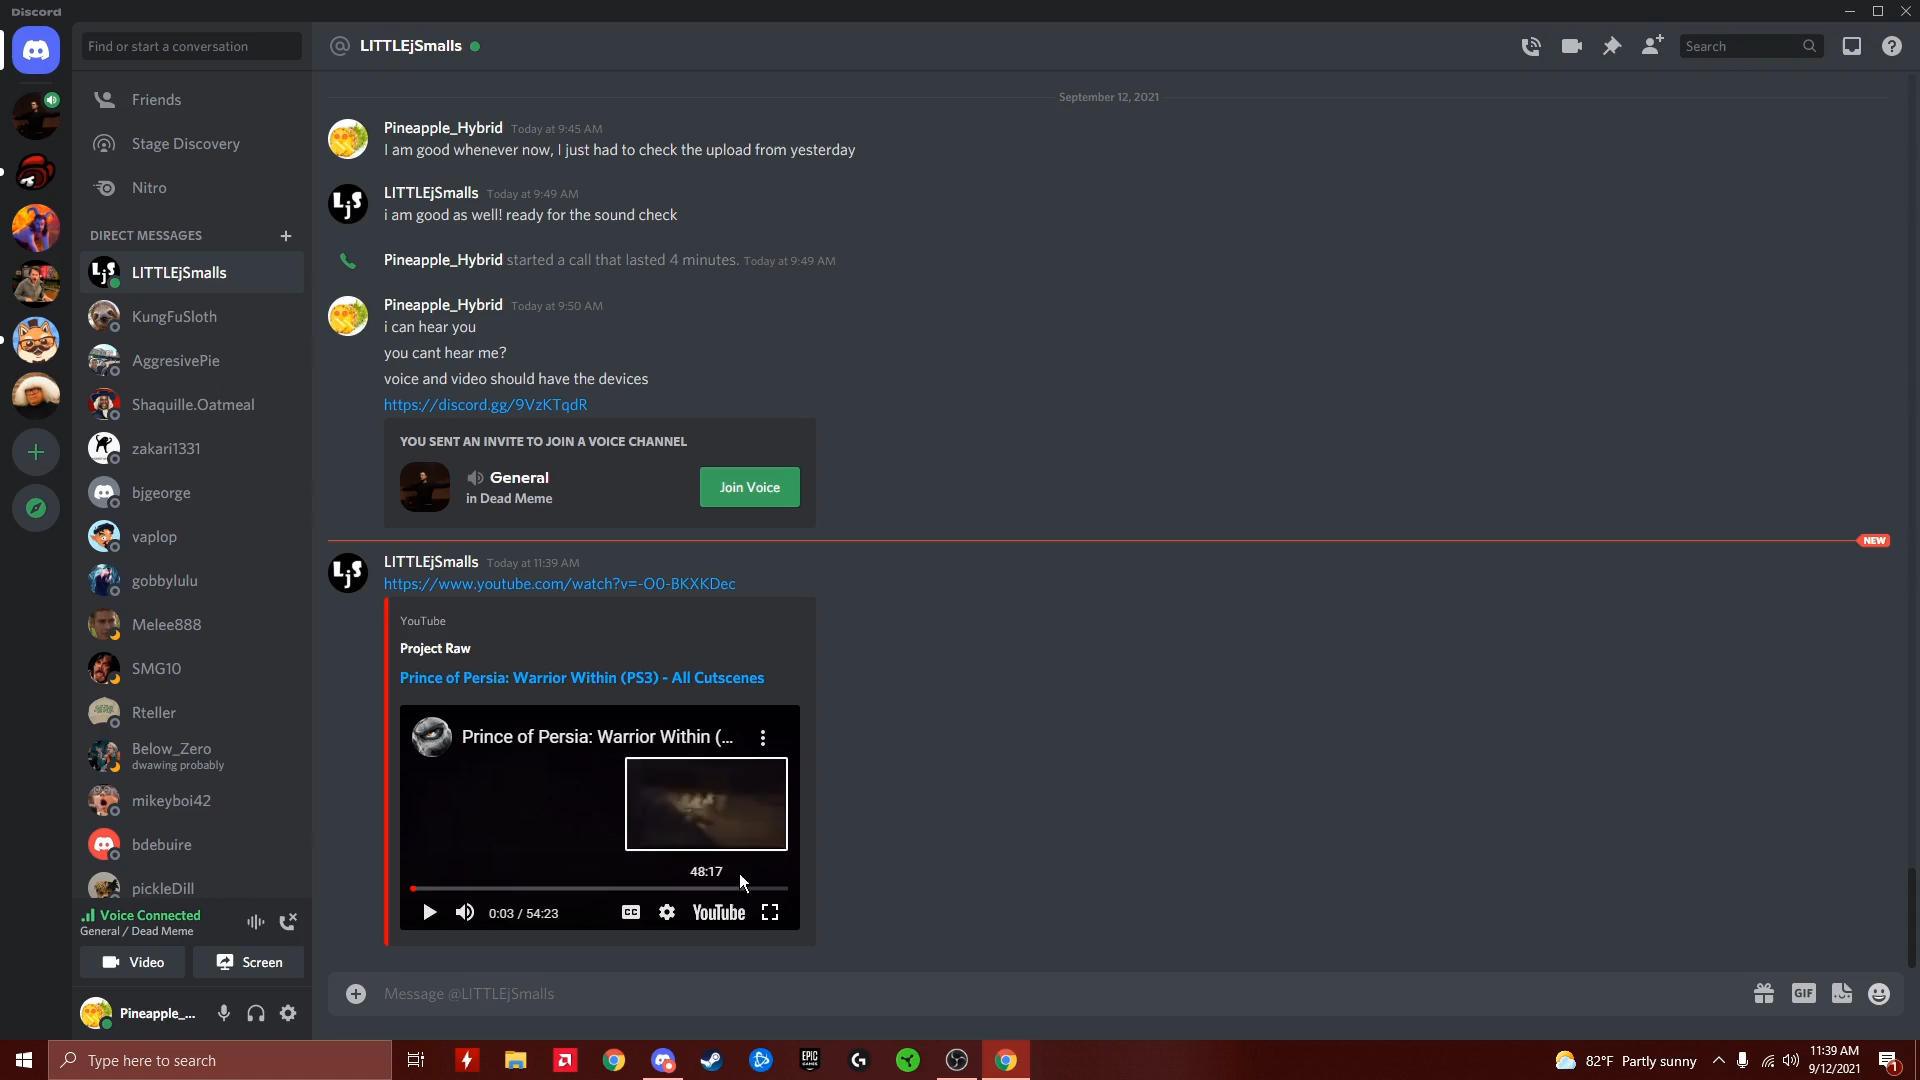 Discord
Find or start a conversation
Friends
Stage Discovery
Nitro
DIRECT MESSAGES
LITTLEjSmalls
KungFuSloth
AggresivePie
Shaquille.Oatmeal
zakari1331
bjgeorge
vaplop
gobbylulu
Melee888
SMG10
Rteller
Below_Zero
dwawing probably
mikeyboi42
bdebuire
pickleDill
Voice Connected
General / Dead Meme
Video
Screen
Pineapple_...
LITTLEjSmalls
Search
September 12, 2021
Pineapple_Hybrid Today at 9:45 AM
I am good whenever now, I just had to check the upload from yesterday
LjS
LITTLEjSmalls Today at 9:49 AM
i am good as well! ready for the sound check
Pineapple_Hybrid started a call that lasted 4 minutes. Today at 9:49 AM
Pineapple_Hybrid Today at 9:50 AM
i can hear you
you cant hear me?
voice and video should have the devices
https://discord.gg/9VzKTqdR
YOU SENT AN INVITE TO JOIN A VOICE CHANNEL
General
in Dead Meme
Join Voice
NEW
LjS
LITTLEjSmalls Today at 11:39 AM
https://www.youtube.com/watch?v=-O0-BKXKDec
YouTube
Project Raw
Prince of Persia: Warrior Within (PS3) - All Cutscenes
Prince of Persia: Warrior Within (...
48:17
0:03 / 54:23
CC
YouTube
Message @LITTLEjSmalls
GIF
Type here to search
EPIC GAMES
82°F Partly sunny
11:39 AM
9/12/2021
1